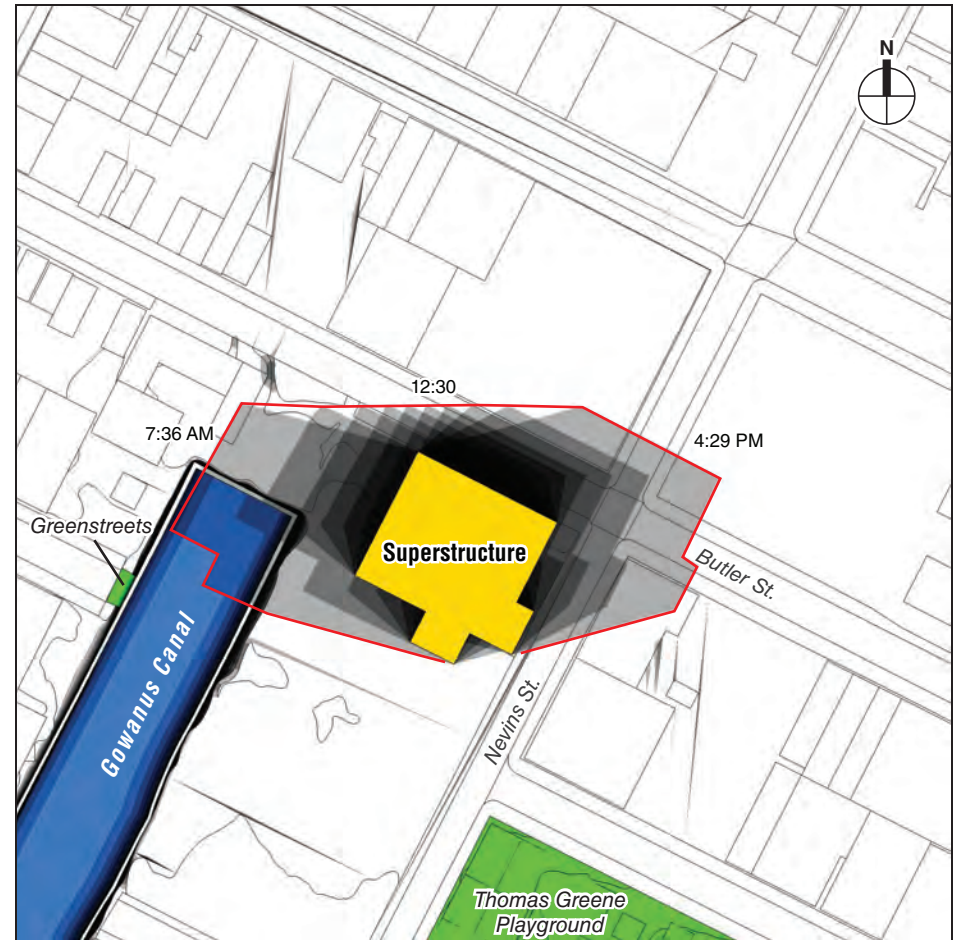 N
12:30
7:36 AM
4:29 PM
Greenstreets
Superstructure
Butler St.
Gowanus Canal
Nevins St.
Thomas Greene
Playground